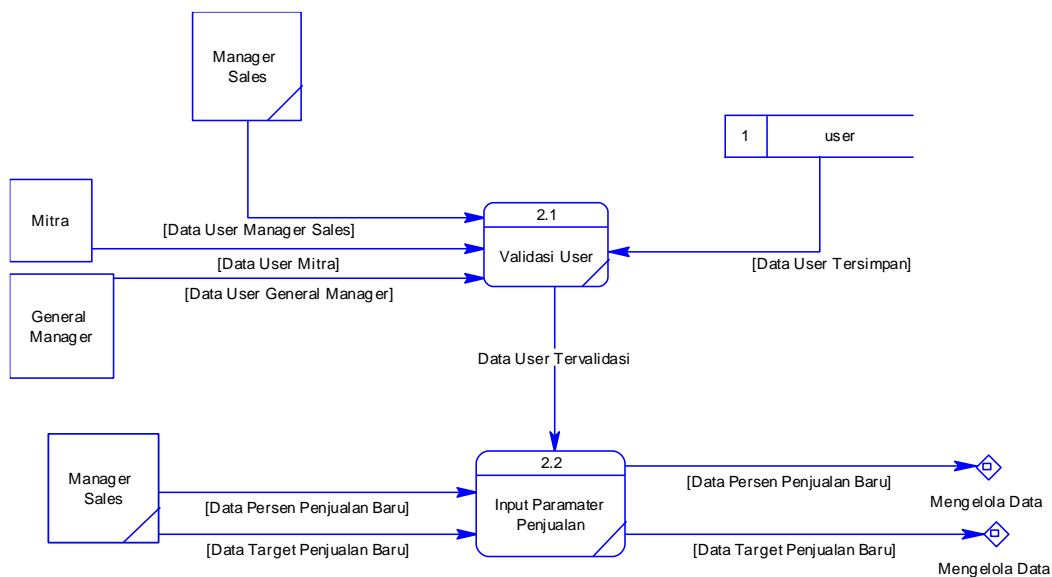 Manager
Sales
1 user
Mitra
2.1
[Data User Manager Sales]
Validasi User
[Data User Mitra]
[Data User Tersimpan]
[Data User General Manager]
General
Manager
Data User Tervalidasi
2.2
Manager
Sales
[Data Persen Penjualan Baru]
[Data Persen Penjualan Baru]
Input Paramater
Penjualan
Mengelola Data
[Data Target Penjualan Baru]
[Data Target Penjualan Baru]
Mengelola Data